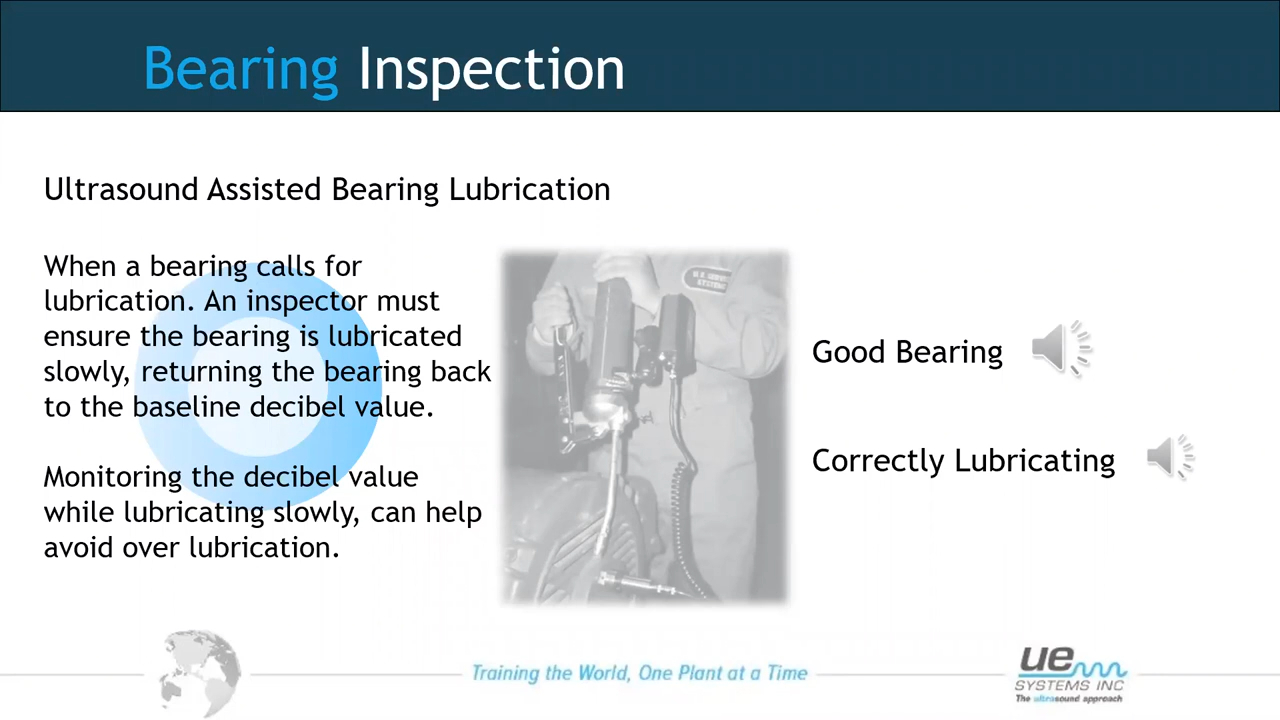 Bearing Inspection
Ultrasound Assisted Bearing Lubrication
When a bearing calls for
lubrication. An inspector must
ensure the bearing is lubricated
slowly, returning the bearing back
to the baseline decibel value.
Monitoring the decibel value
while lubricating slowly, can help
avoid over lubrication.
Good Bearing
Correctly Lubricating
Training the World, One Plant at a Time
ue
SYSTEMS INC
The ultrasound approach